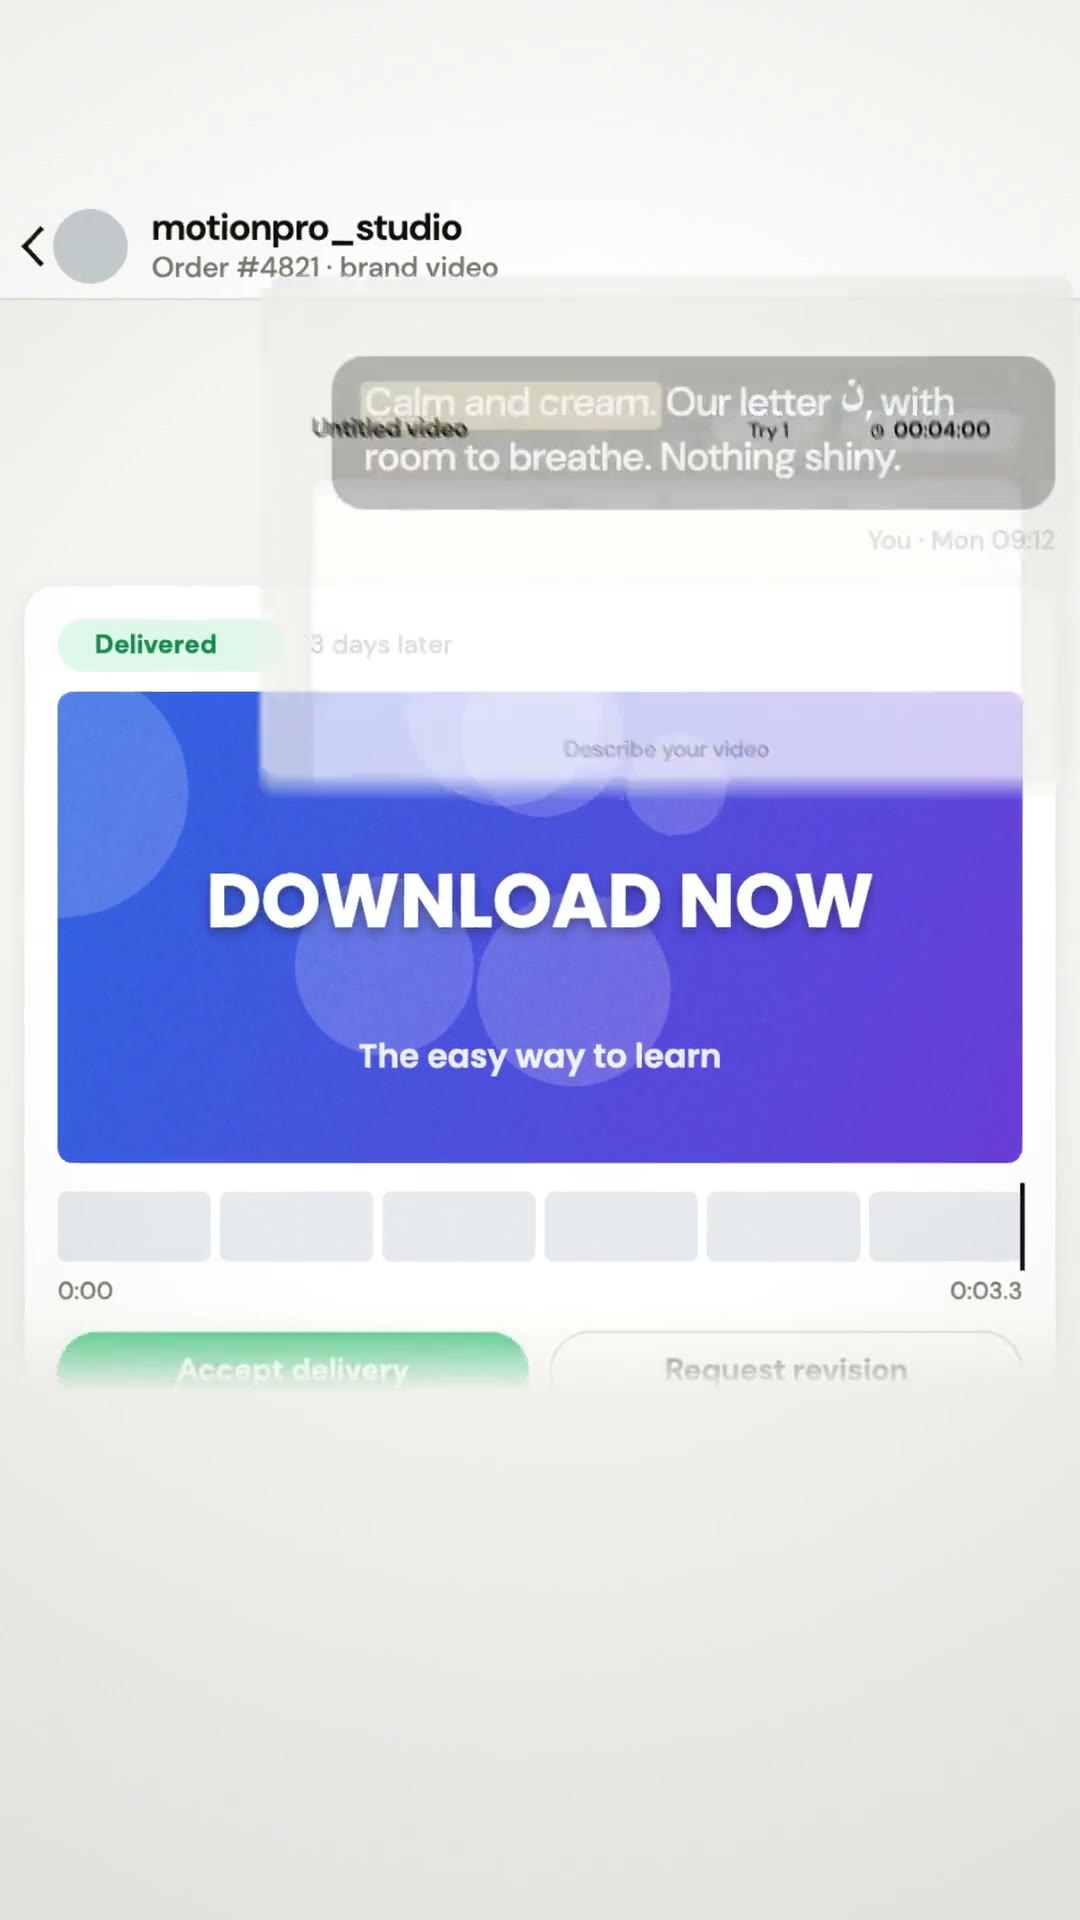 motionpro_studio
Order #4821 · brand video
Calm and cream. Our letter ن, with
room to breathe. Nothing shiny.
Untitled video
Try 1
00:04:00
You · Mon 09:12
Delivered
3 days later
Describe your video
DOWNLOAD NOW
The easy way to learn
0:00
0:03.3
Accept delivery
Request revision